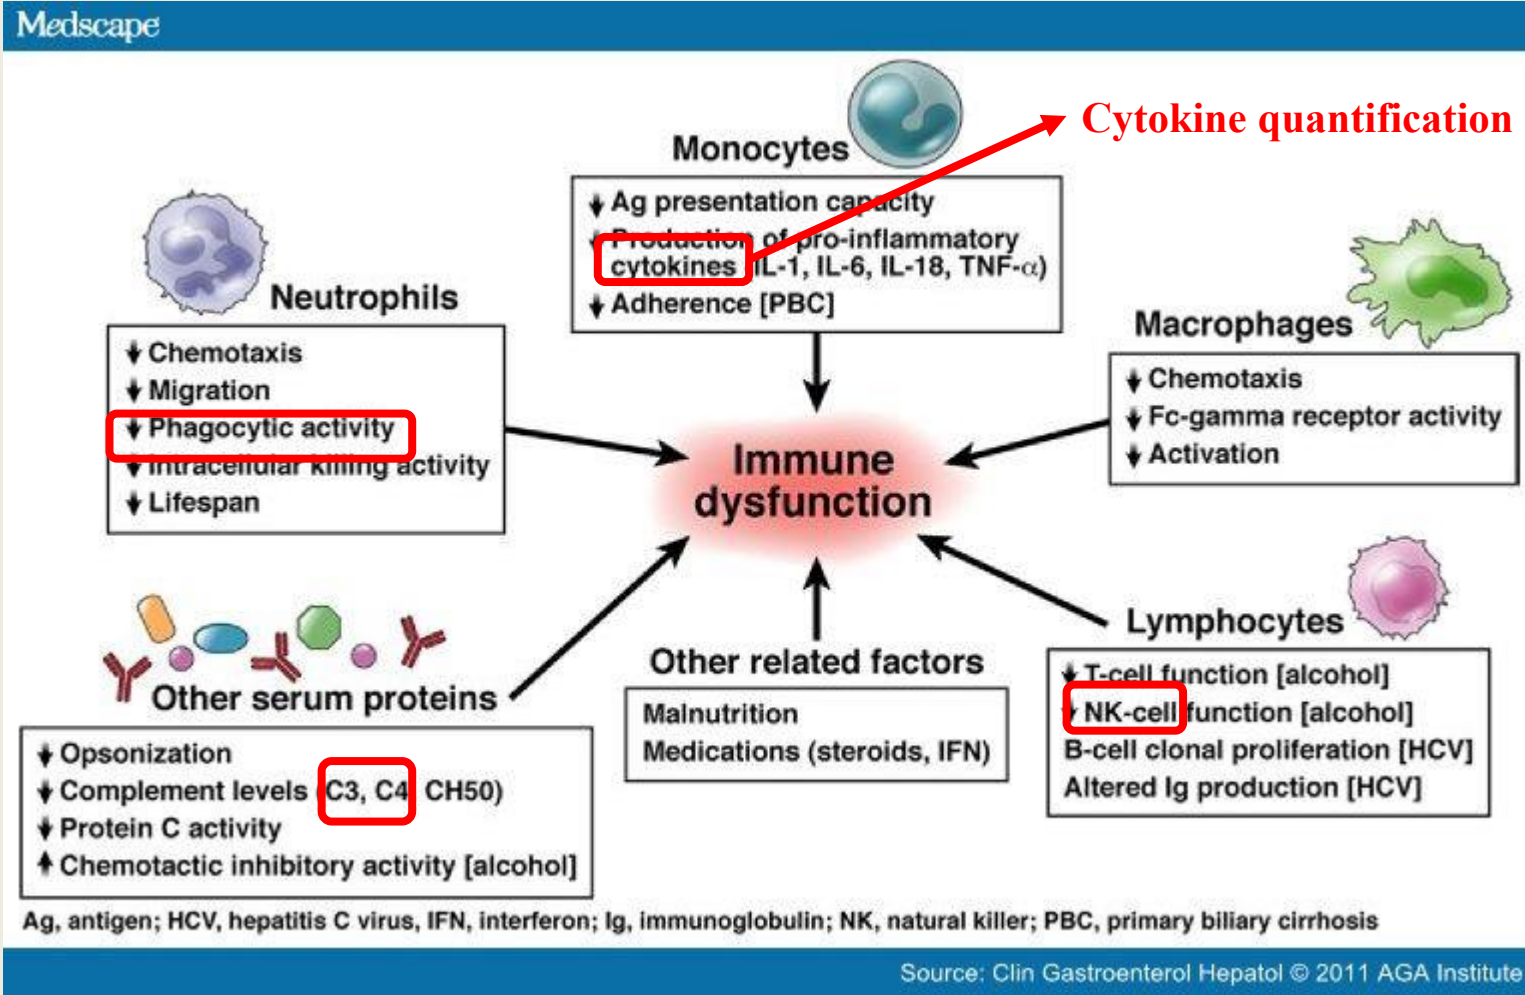 Medscape
Cytokine quantification
Monocytes
↓ Ag presentation capacity
↓ Production of pro-inflammatory
cytokines (IL-1, IL-6, IL-18, TNF-α)
↓ Adherence [PBC]
Neutrophils
↓ Chemotaxis
↓ Migration
↓ Phagocytic activity
↓ Intracellular killing activity
↓ Lifespan
Macrophages
↓ Chemotaxis
↓ Fc-gamma receptor activity
↓ Activation
Immune
dysfunction
Other serum proteins
↓ Opsonization
↓ Complement levels (C3, C4, CH50)
↓ Protein C activity
↑ Chemotactic inhibitory activity [alcohol]
Other related factors
Malnutrition
Medications (steroids, IFN)
Lymphocytes
↓ T-cell function [alcohol]
↓ NK-cell function [alcohol]
B-cell clonal proliferation [HCV]
Altered Ig production [HCV]
Ag, antigen; HCV, hepatitis C virus, IFN, interferon; Ig, immunoglobulin; NK, natural killer; PBC, primary biliary cirrhosis
Source: Clin Gastroenterol Hepatol © 2011 AGA Institute